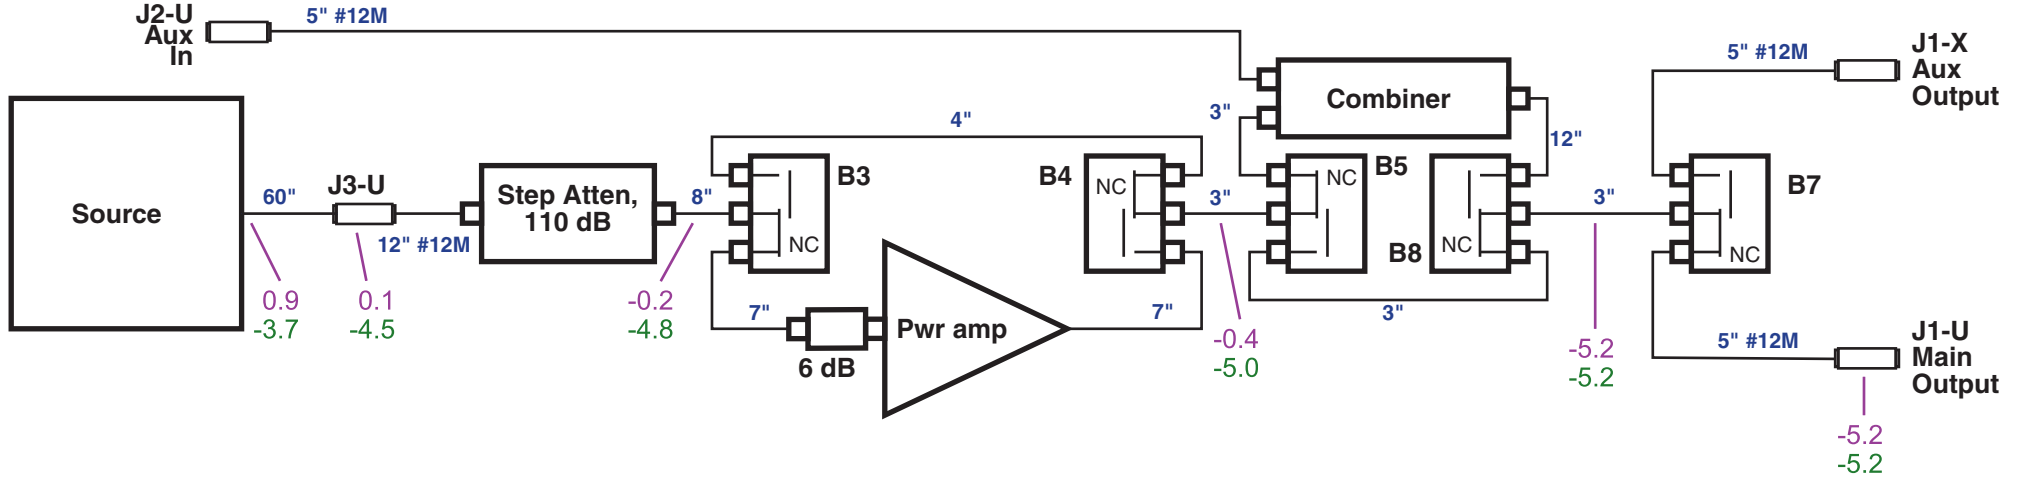 J2-U
Aux
In
5" #12M
Source
60"
J3-U
12" #12M
0.9
-3.7
0.1
-4.5
Step Atten,
110 dB
8"
-0.2
-4.8
4"
B3
NC
7"
6 dB
Pwr amp
7"
B4
NC
3"
-0.4
-5.0
3"
Combiner
12"
NC
B5
B8
NC
3"
3"
-5.2
-5.2
B7
NC
5" #12M
J1-X
Aux
Output
5" #12M
J1-U
Main
Output
-5.2
-5.2